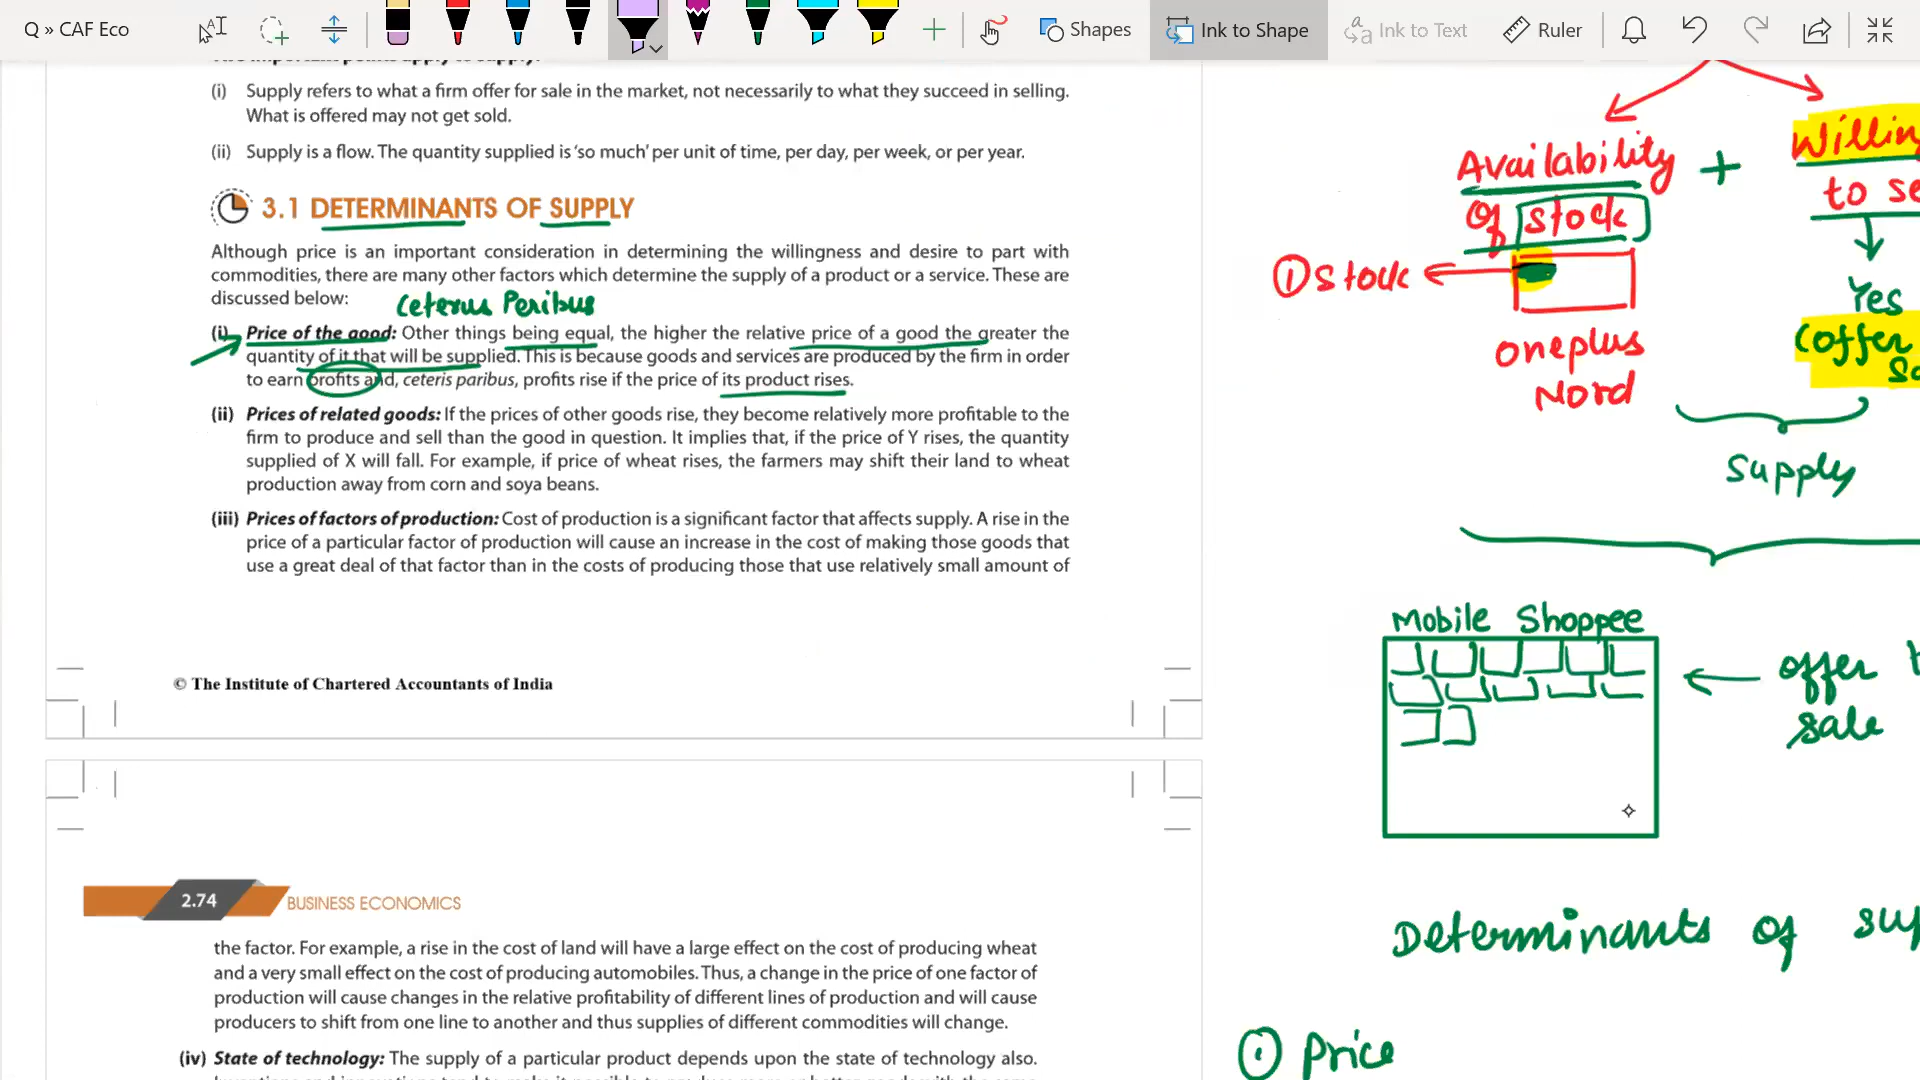 Q » CAF Eco
Shapes
Ink to Shape
Ink to Text
Ruler
(i) Supply refers to what a firm offer for sale in the market, not necessarily to what they succeed in selling.
What is offered may not get sold.
(ii) Supply is a flow. The quantity supplied is 'so much' per unit of time, per day, per week, or per year.
3.1 DETERMINANTS OF SUPPLY
Although price is an important consideration in determining the willingness and desire to part with
commodities, there are many other factors which determine the supply of a product or a service. These are
discussed below:
Ceterus Peribus
(i) Price of the good: Other things being equal, the higher the relative price of a good the greater the
quantity of it that will be supplied. This is because goods and services are produced by the firm in order
to earn profits and, ceteris paribus, profits rise if the price of its product rises.
(ii) Prices of related goods: If the prices of other goods rise, they become relatively more profitable to the
firm to produce and sell than the good in question. It implies that, if the price of Y rises, the quantity
supplied of X will fall. For example, if price of wheat rises, the farmers may shift their land to wheat
production away from corn and soya beans.
(iii) Prices of factors of production: Cost of production is a significant factor that affects supply. A rise in the
price of a particular factor of production will cause an increase in the cost of making those goods that
use a great deal of that factor than in the costs of producing those that use relatively small amount of
© The Institute of Chartered Accountants of India
2.74 BUSINESS ECONOMICS
the factor. For example, a rise in the cost of land will have a large effect on the cost of producing wheat
and a very small effect on the cost of producing automobiles. Thus, a change in the price of one factor of
production will cause changes in the relative profitability of different lines of production and will cause
producers to shift from one line to another and thus supplies of different commodities will change.
(iv) State of technology: The supply of a particular product depends upon the state of technology also.
Availability +
Of stock
Willin
to se
① Stock
Yes
(offer
Sa
oneplus
Nord
Supply
Mobile Shoppee
offer
sale
Determinants of sup
① Price